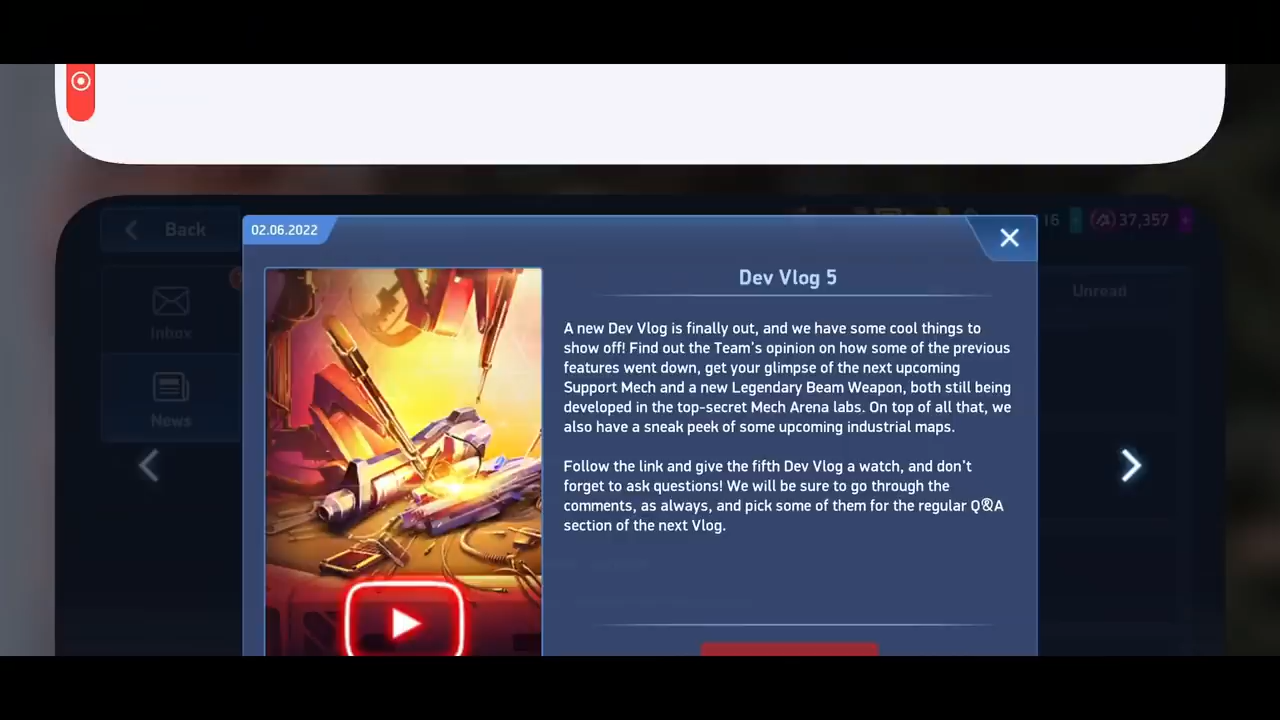 Back
02.06.2022
16
37,357
Dev Vlog 5
Unread
Inbox
A new Dev Vlog is finally out, and we have some cool things to
show off! Find out the Team's opinion on how some of the previous
features went down, get your glimpse of the next upcoming
Support Mech and a new Legendary Beam Weapon, both still being
developed in the top-secret Mech Arena labs. On top of all that, we
also have a sneak peek of some upcoming industrial maps.
News
Follow the link and give the fifth Dev Vlog a watch, and don't
forget to ask questions! We will be sure to go through the
comments, as always, and pick some of them for the regular Q&A
section of the next Vlog.